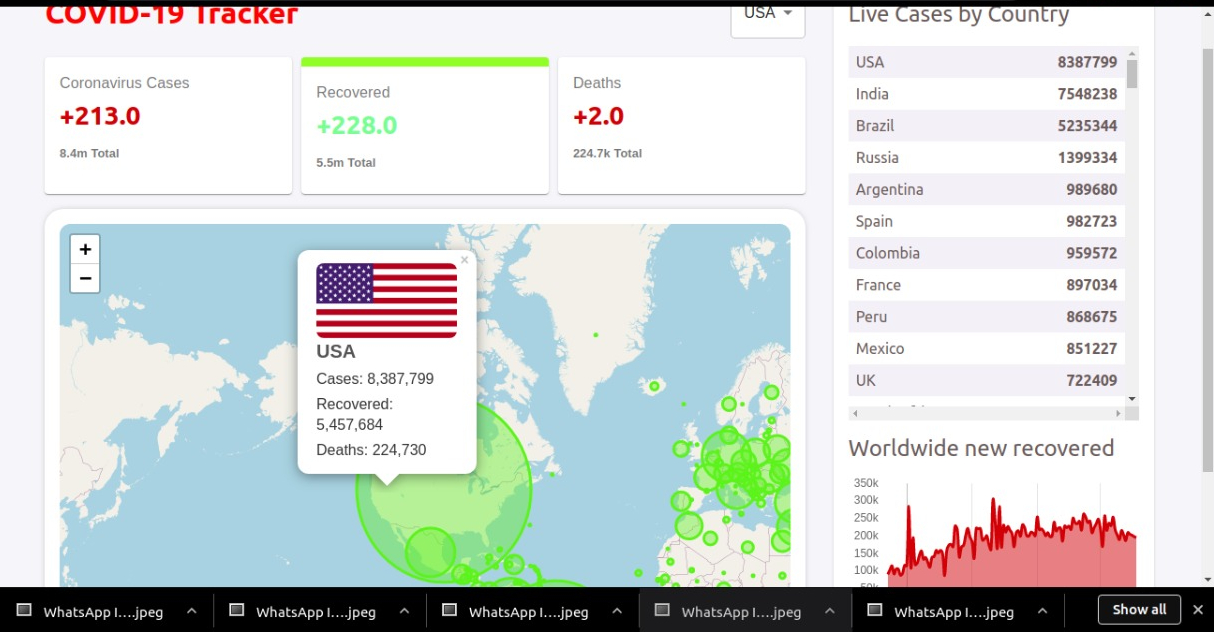 COVID-19 Tracker
USA
Coronavirus Cases
+213.0
8.4m Total
Recovered
+228.0
5.5m Total
Deaths
+2.0
224.7k Total
+
−
×
USA
Cases: 8,387,799
Recovered:
5,457,684
Deaths: 224,730
Live Cases by Country
USA 8387799
India 7548238
Brazil 5235344
Russia 1399334
Argentina 989680
Spain 982723
Colombia 959572
France 897034
Peru 868675
Mexico 851227
UK 722409
Worldwide new recovered
350k
300k
250k
200k
150k
100k
50k
WhatsApp I....jpeg
WhatsApp I....jpeg
WhatsApp I....jpeg
WhatsApp I....jpeg
WhatsApp I....jpeg
Show all